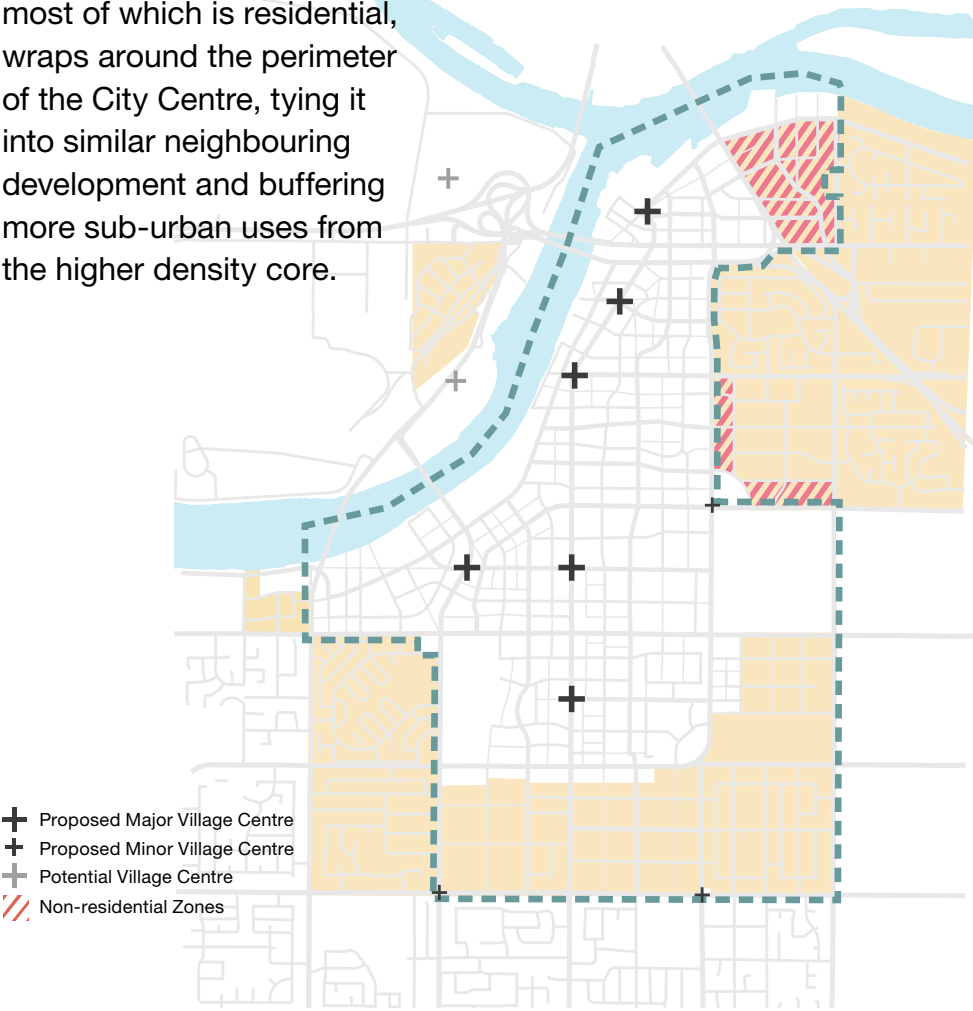 most of which is residential,
wraps around the perimeter
of the City Centre, tying it
into similar neighbouring
development and buffering
more sub-urban uses from
the higher density core.
Proposed Major Village Centre
Proposed Minor Village Centre
Potential Village Centre
Non-residential Zones